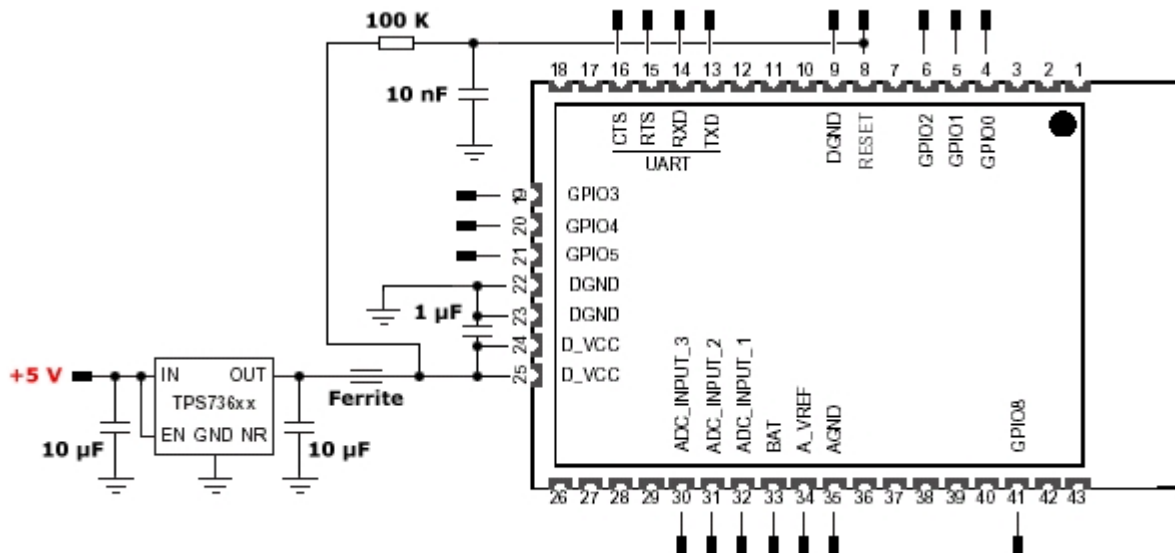 100 K
10 nF
18 17 16 15 14 13 12 11 10 9 8 7 6 5 4 3 2 1
CTS RTS RXD TXD DGND RESET GPIO2 GPIO1 GPIO0
UART
19 GPIO3
20 GPIO4
21 GPIO5
22 DGND
1 µF
23 DGND
24 D_VCC
25 D_VCC
+5 V
IN OUT
TPS736xx
EN GND NR
Ferrite
10 µF
10 µF
ADC_INPUT_3 ADC_INPUT_2 ADC_INPUT_1 BAT A_VREF AGND GPIO8
26 27 28 29 30 31 32 33 34 35 36 37 38 39 40 41 42 43